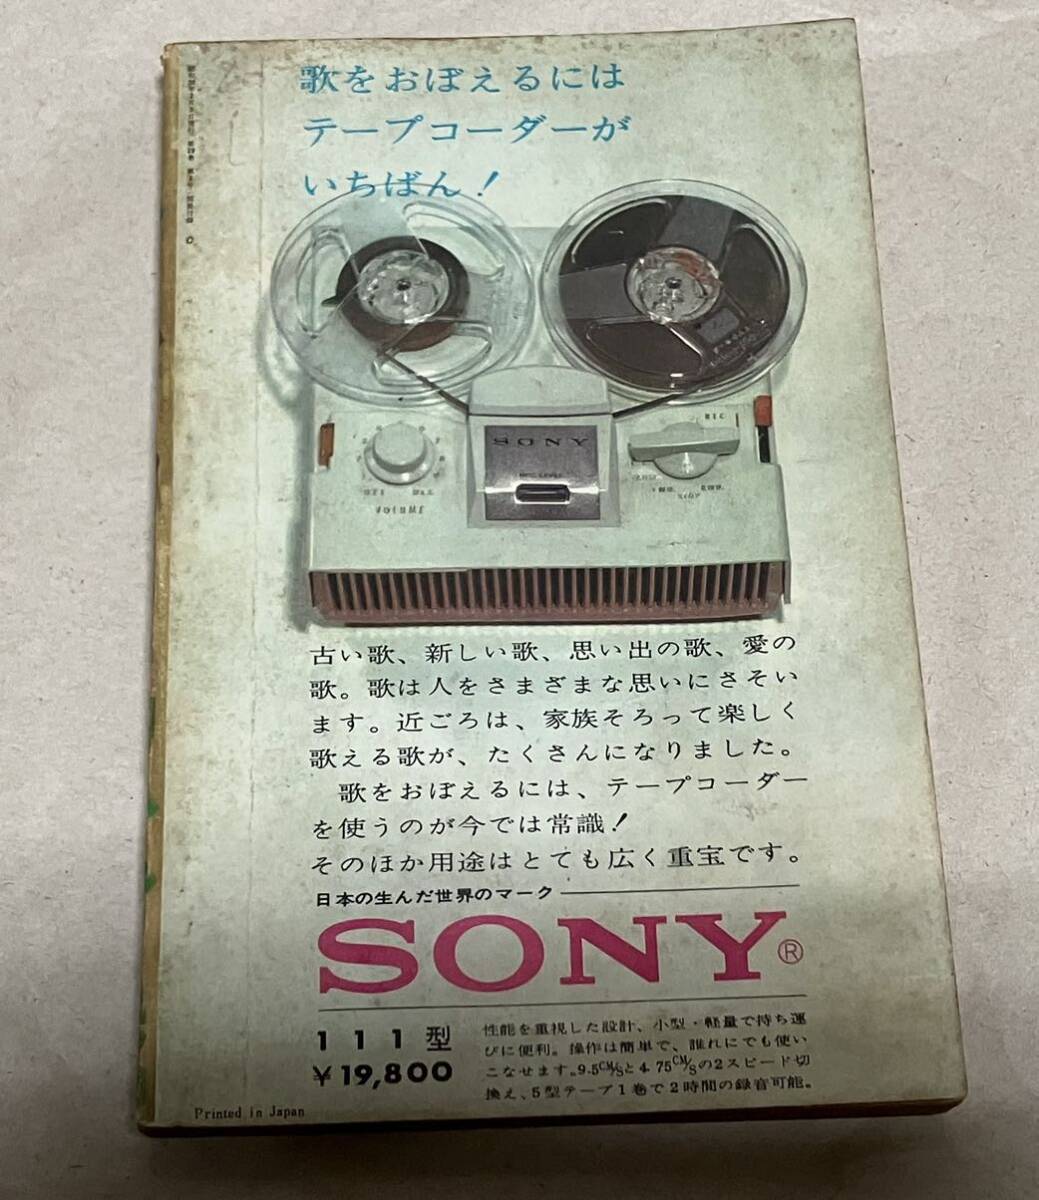 歌をおぼえるには
テープコーダーが
いちばん！
SONY
REC
古い歌、新しい歌、思い出の歌、愛の
歌。歌は人をさまざまな思いにさそい
ます。近ごろは、家族そろって楽しく
歌える歌が、たくさんになりました。
歌をおぼえるには、テープコーダー
を使うのが今では常識！
そのほか用途はとても広く重宝です。
日本の生んだ世界のマーク
SONY®
111型
¥19,800
性能を重視した設計、小型・軽量で持ち運
びに便利。操作は簡単で、誰れにでも使い
こなせます。9.5CM/Sと4.75CM/Sの2スピード切
換え、5型テープ1巻で2時間の録音可能。
Printed in Japan